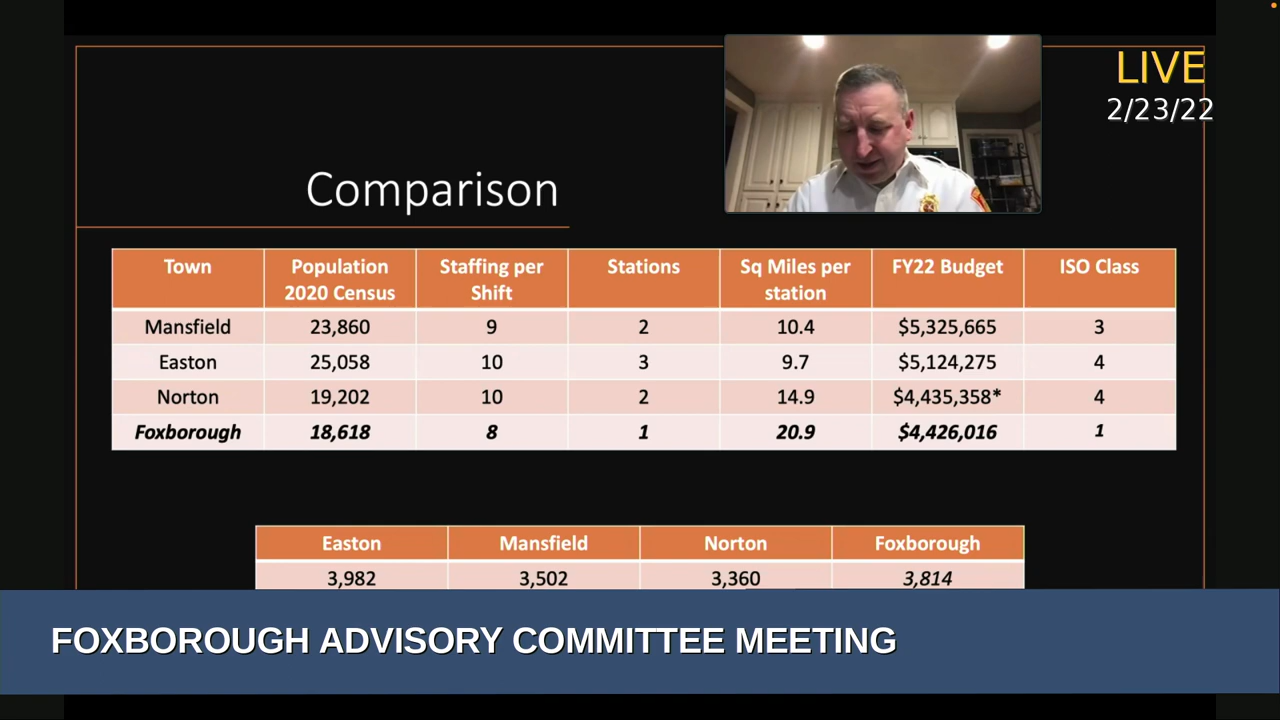 LIVE
2/23/22
Comparison
Town Population 2020 Census Staffing per Shift Stations Sq Miles per station FY22 Budget ISO Class
Mansfield 23,860 9 2 10.4 $5,325,665 3
Easton 25,058 10 3 9.7 $5,124,275 4
Norton 19,202 10 2 14.9 $4,435,358* 4
Foxborough 18,618 8 1 20.9 $4,426,016 1
Easton Mansfield Norton Foxborough
3,982 3,502 3,360 3,814
FOXBOROUGH ADVISORY COMMITTEE MEETING